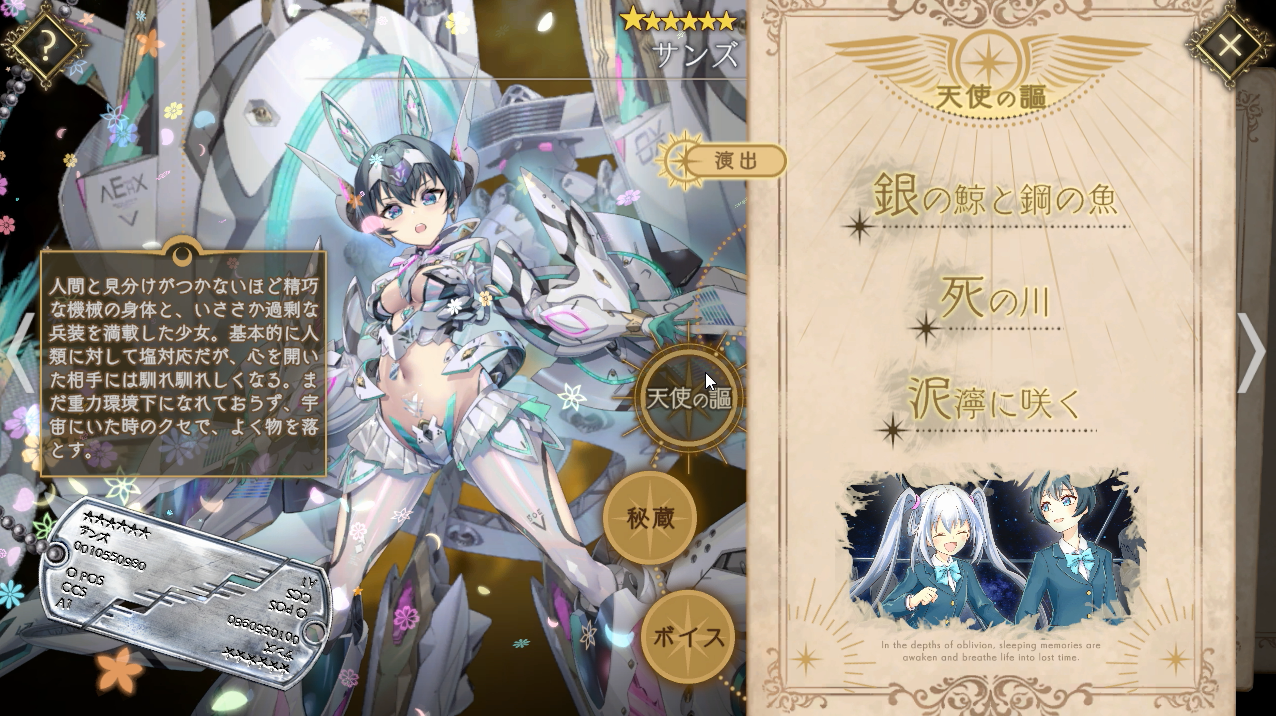 サンズ
演出
人間と見分けがつかないほど精巧
な機械の身体と、いささか過剰な
兵装を満載した少女。基本的に人
類に対して塩対応だが、心を開い
た相手には馴れ馴れしくなる。ま
だ重力環境下になれておらず、宇
宙にいた時のクセで、よく物を落
とす。
サンズ
0010550980
O POS
CCS
A1
天使の謳
秘蔵
ボイス
天使の謳
銀の鯨と鋼の魚
死の川
泥濘に咲く
In the depths of oblivion, sleeping memories are
awaken and breathe life into lost time.